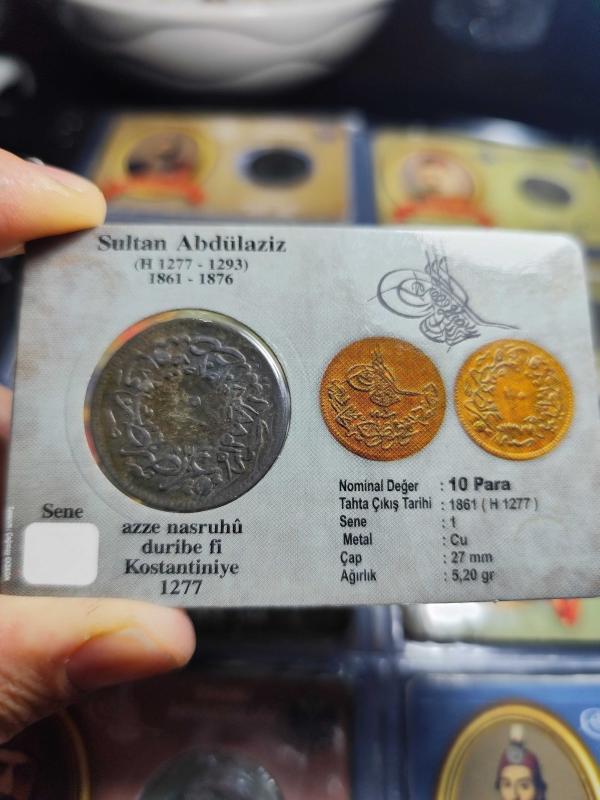 Sultan Abdülaziz
(H 1277 - 1293)
1861 - 1876
Nominal Değer : 10 Para
Tahta Çıkış Tarihi : 1861 ( H 1277 )
Sene : 1
Metal : Cu
Çap : 27 mm
Ağırlık : 5,20 gr
Sene
azze nasruhû
duribe fî
Kostantiniye
1277